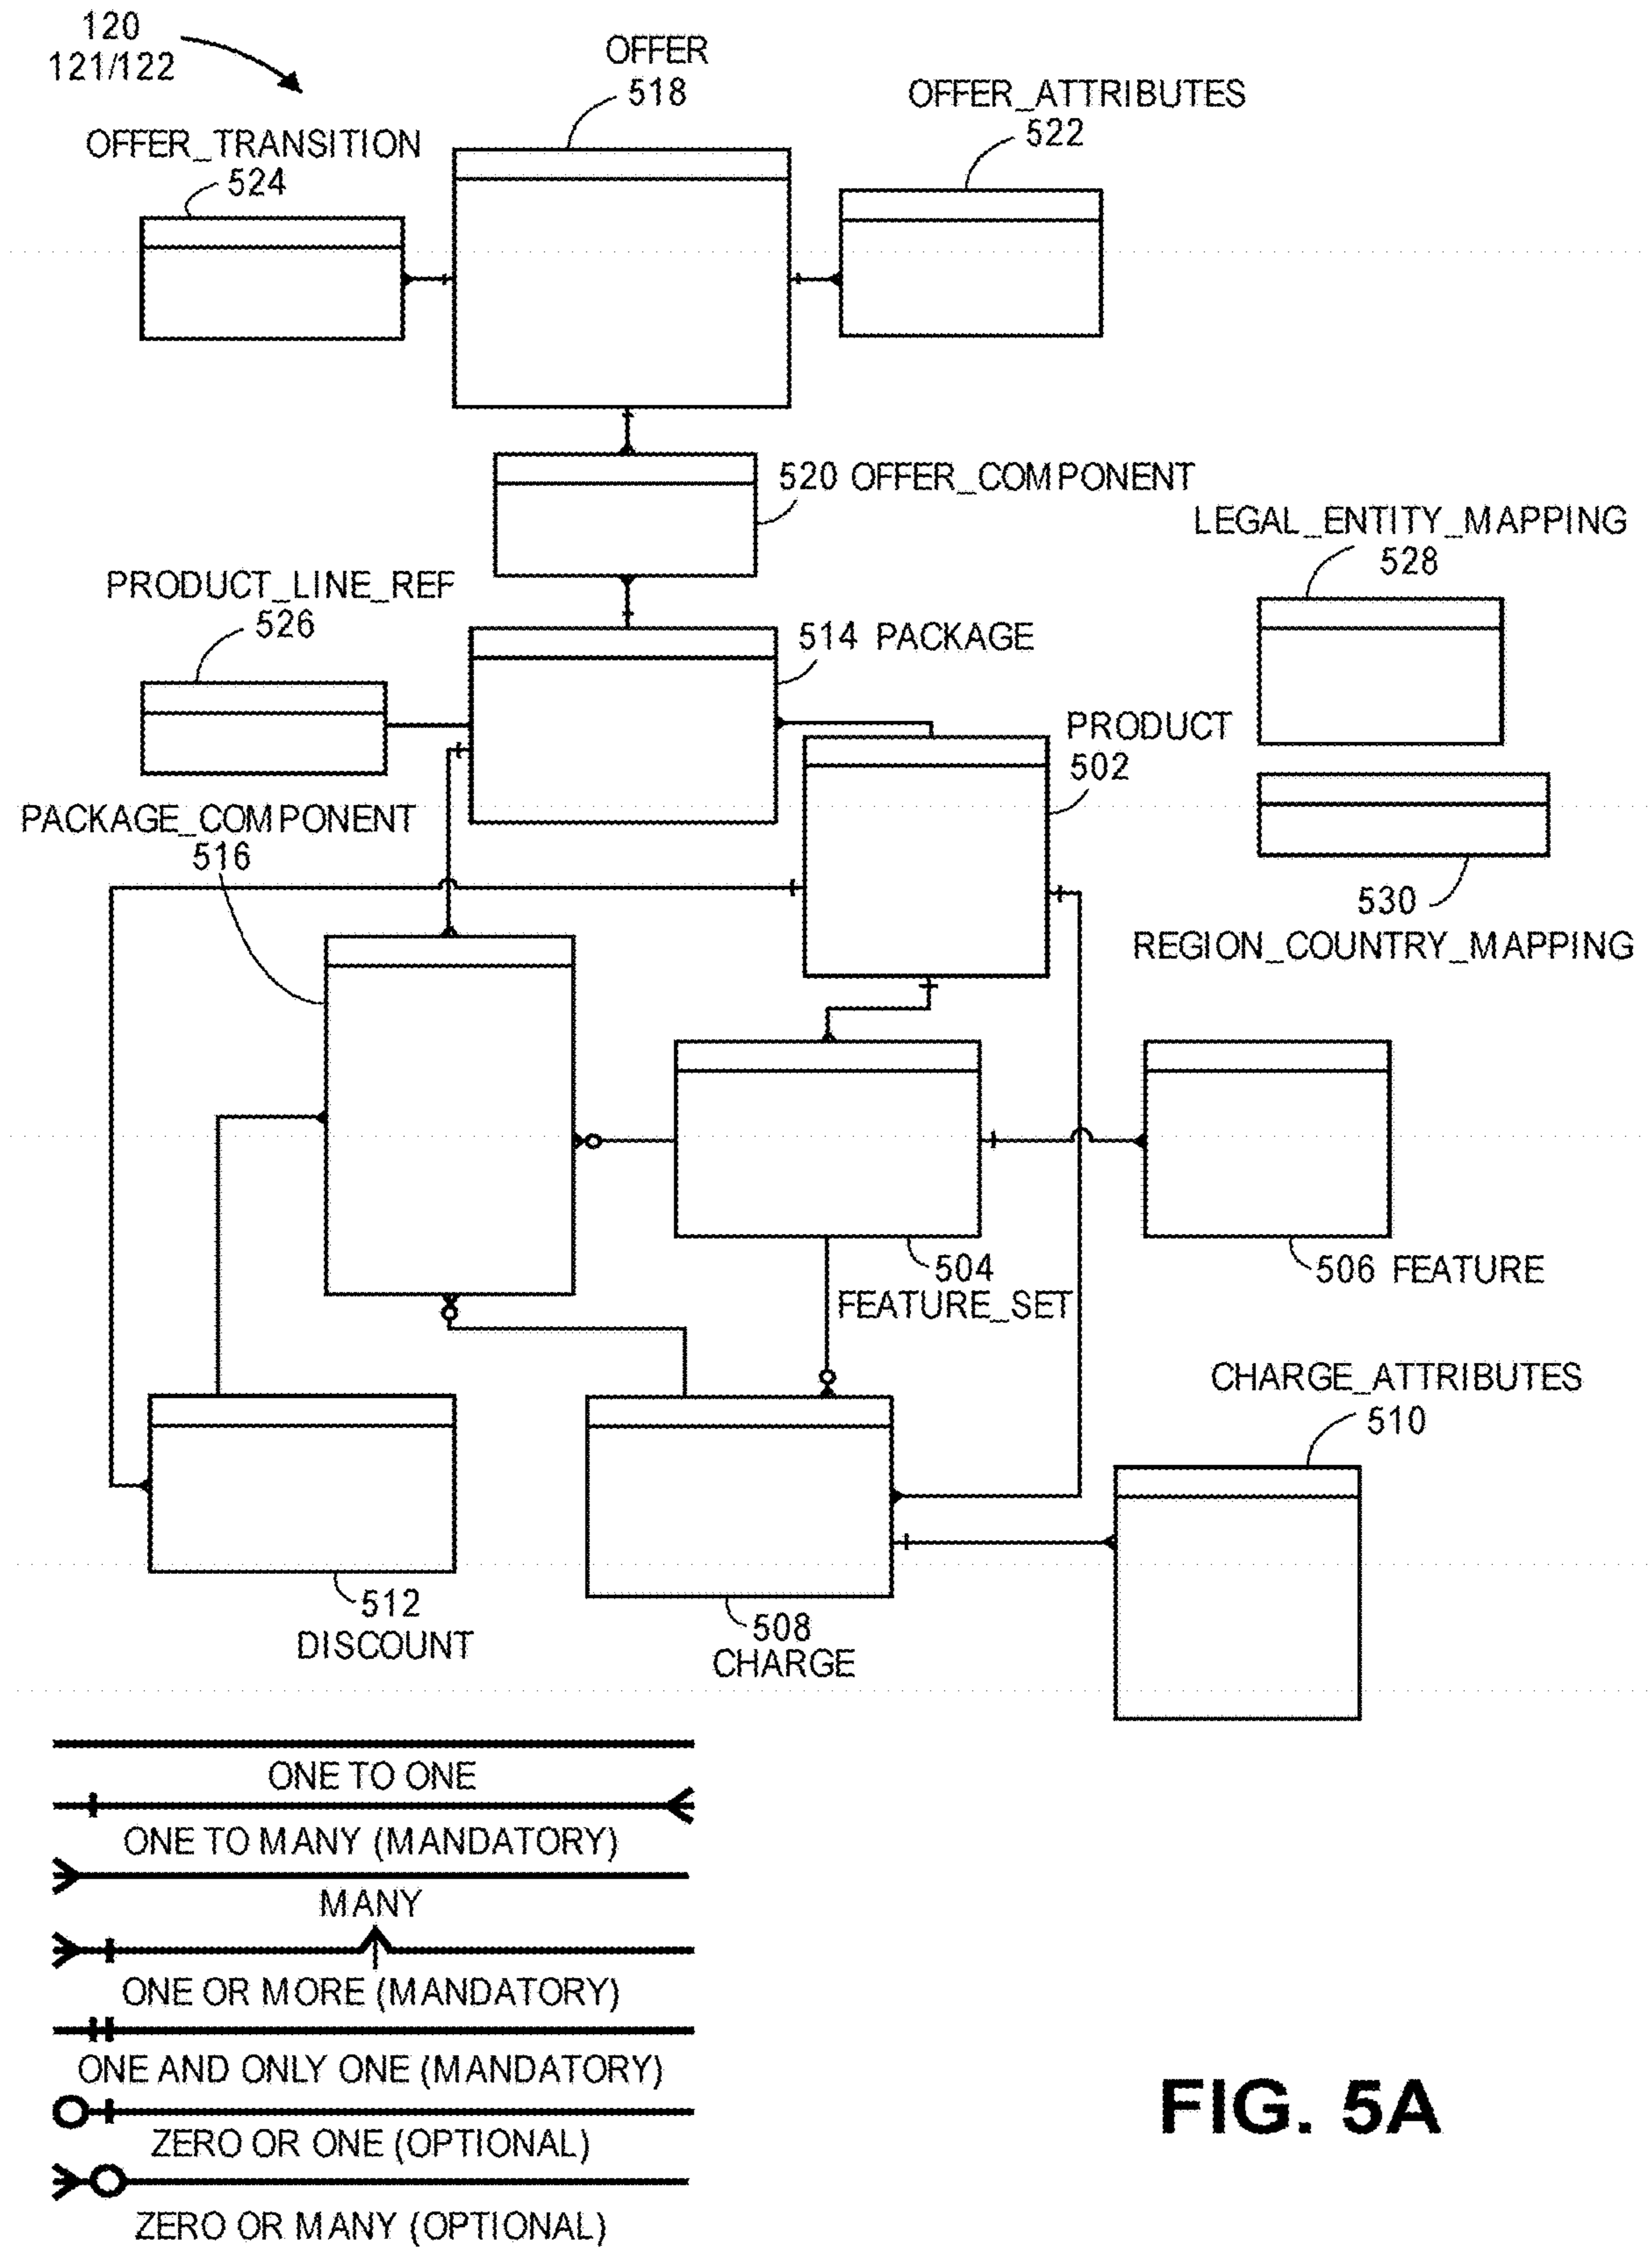 120
121/122
OFFER
518
OFFER_ATTRIBUTES
522
OFFER_TRANSITION
524
520 OFFER_COMPONENT
LEGAL_ENTITY_MAPPING
528
PRODUCT_LINE_REF
526
514 PACKAGE
PRODUCT
502
PACKAGE_COMPONENT
516
530
REGION_COUNTRY_MAPPING
504
FEATURE_SET
506 FEATURE
CHARGE_ATTRIBUTES
510
512
DISCOUNT
508
CHARGE
ONE TO ONE
ONE TO MANY (MANDATORY)
MANY
ONE OR MORE (MANDATORY)
ONE AND ONLY ONE (MANDATORY)
ZERO OR ONE (OPTIONAL)
ZERO OR MANY (OPTIONAL)
FIG. 5A